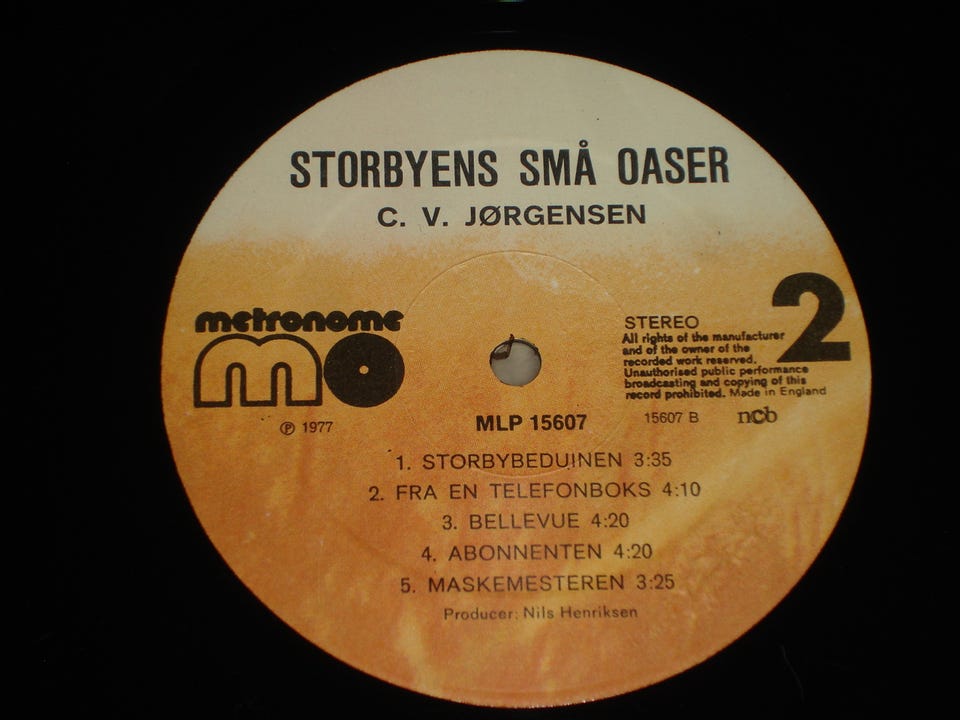 STORBYENS SMÅ OASER
C. V. JØRGENSEN
metronome
mo
℗ 1977
2
STEREO
All rights of the manufacturer
and of the owner of the
recorded work reserved.
Unauthorised public performance
broadcasting and copying of this
record prohibited. Made in England
MLP 15607
15607 B
ncb
1. STORBYBEDUINEN 3:35
2. FRA EN TELEFONBOKS 4:10
3. BELLEVUE 4:20
4. ABONNENTEN 4:20
5. MASKEMESTEREN 3:25
Producer: Nils Henriksen